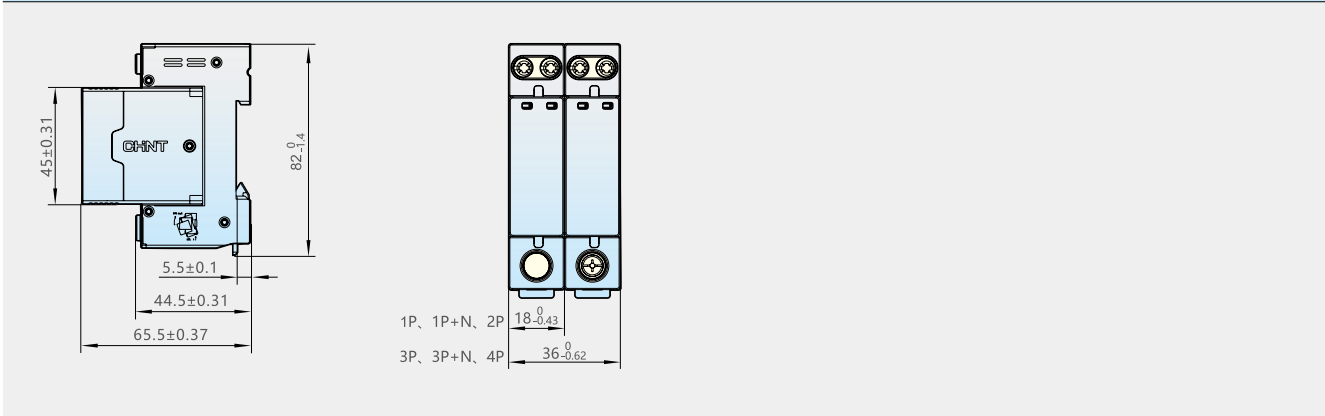 CHNT
45±0.31
82 0 -1.4
5.5±0.1
44.5±0.31
65.5±0.37
1P、1P+N、2P 18 0 -0.43
3P、3P+N、4P 36 0 -0.62